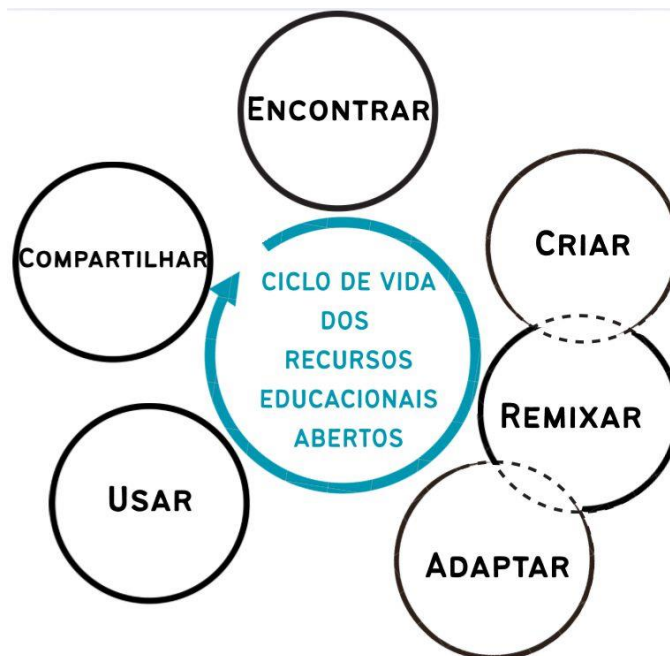 ENCONTRAR
CRIAR
REMIXAR
ADAPTAR
USAR
COMPARTILHAR
CICLO DE VIDA
DOS
RECURSOS
EDUCACIONAIS
ABERTOS